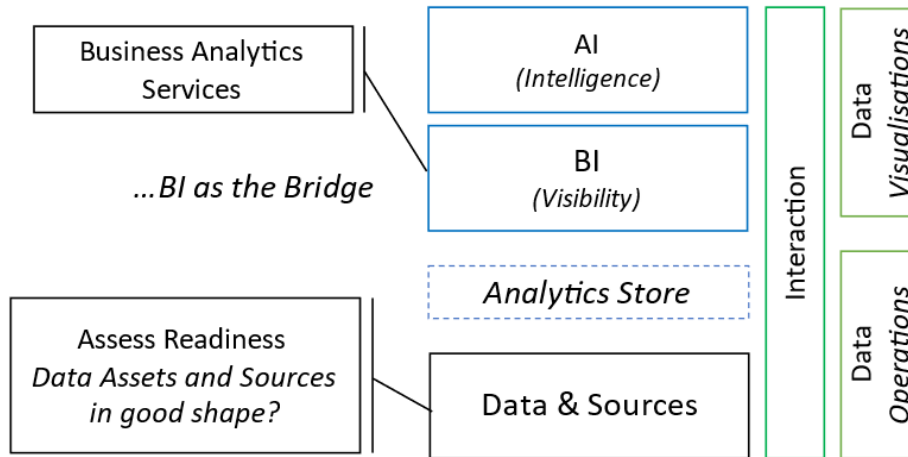 Business Analytics
Services
...BI as the Bridge
Assess Readiness
Data Assets and Sources
in good shape?
AI
(Intelligence)
BI
(Visibility)
Analytics Store
Data & Sources
Interaction
Data
Visualisations
Data
Operations